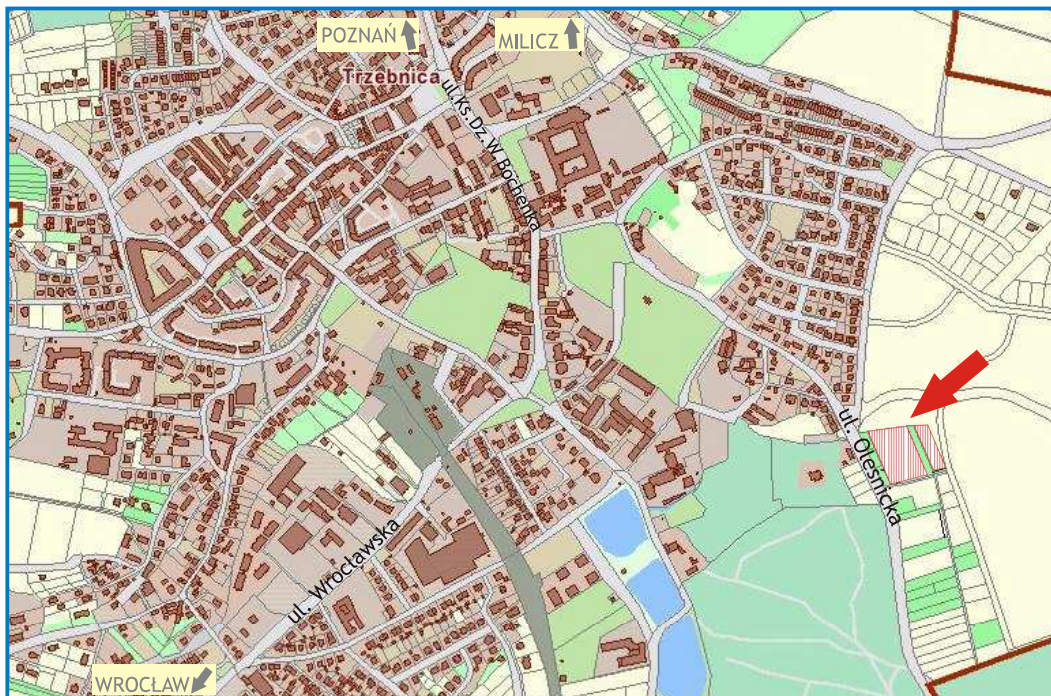 POZNAŃ
MILICZ
Trzebnica
ul.Ks.Dz.W.Bochenka
ul. Oleśnicka
ul. Wrocławska
WROCŁAW